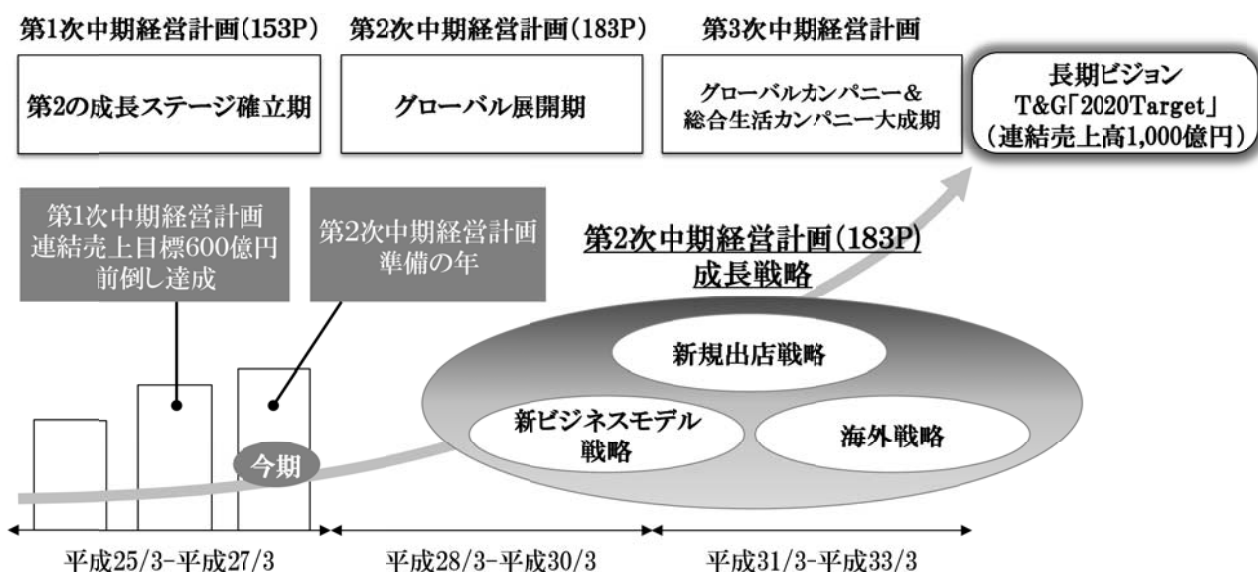 第1次中期経営計画(153P)
第2次中期経営計画(183P)
第3次中期経営計画
第2の成長ステージ確立期
グローバル展開期
グローバルカンパニー&
総合生活カンパニー大成期
長期ビジョン
T&G「2020Target」
(連結売上高1,000億円)
第1次中期経営計画
連結売上目標600億円
前倒し達成
第2次中期経営計画
準備の年
第2次中期経営計画(183P)
成長戦略
新規出店戦略
新ビジネスモデル
戦略
海外戦略
今期
平成25/3-平成27/3
平成28/3-平成30/3
平成31/3-平成33/3